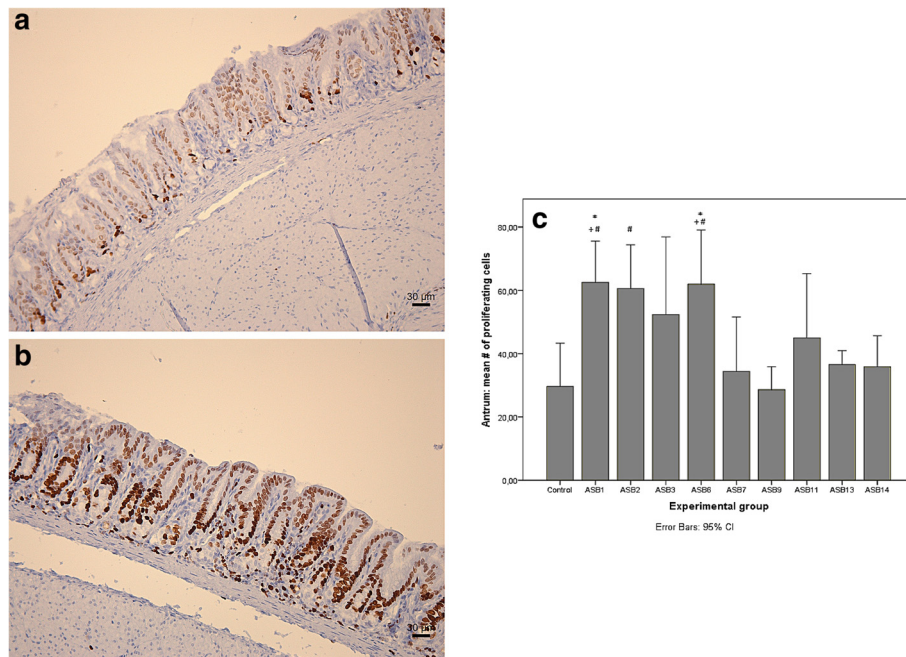 a
30 µm
b
30 µm
c
* 
+#
#
*
+#
Antrum: mean # of proliferating cells
80,00
60,00
40,00
20,00
,00
Control ASB1 ASB2 ASB3 ASB6 ASB7 ASB9 ASB11 ASB13 ASB14
Experimental group
Error Bars: 95% CI